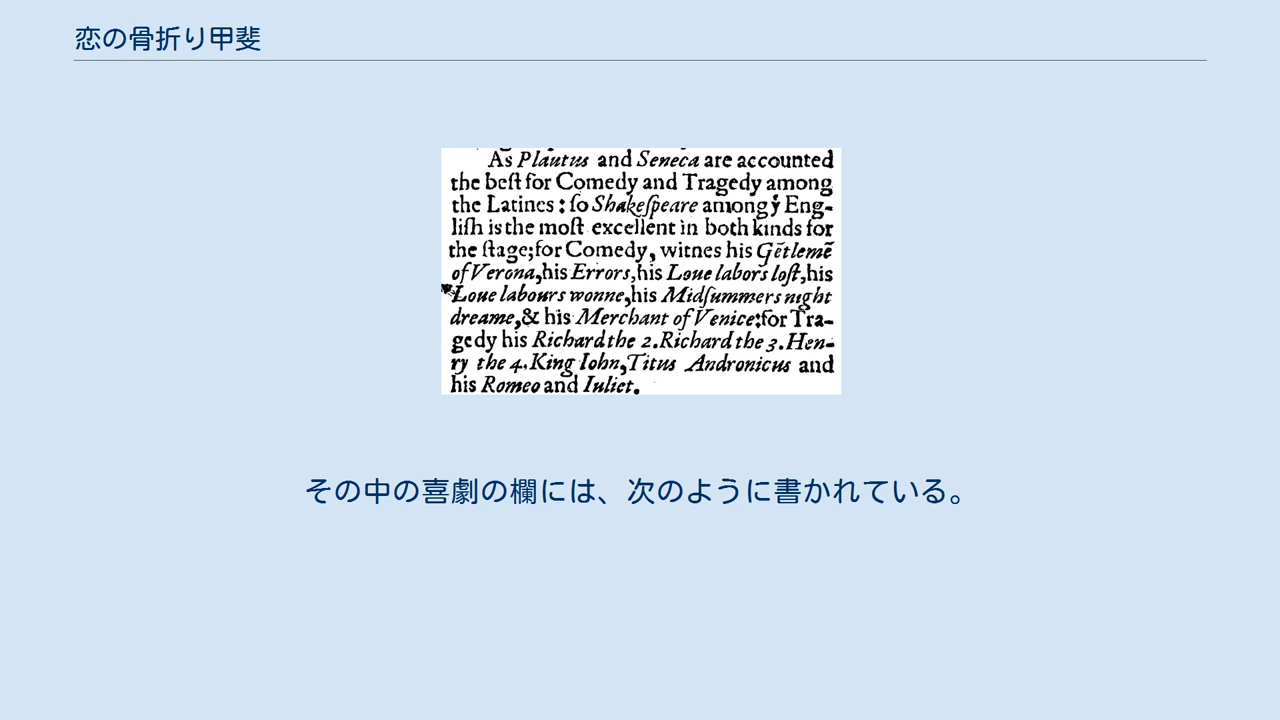 恋の骨折り甲斐
As Plautus and Seneca are accounted
the beſt for Comedy and Tragedy among
the Latines : ſo Shakeſpeare among yͤ Eng-
liſh is the moſt excellent in both kinds for
the ſtage; for Comedy, witnes his Gẽtlemẽ
of Verona, his Errors, his Loue labors loſt, his
Loue labours wonne, his Midſummers night
dreame, & his Merchant of Venice: for Tra-
gedy his Richard the 2. Richard the 3. Hen-
ry the 4. King Iohn, Titus Andronicus and
his Romeo and Iuliet.
その中の喜劇の欄には、次のように書かれている。